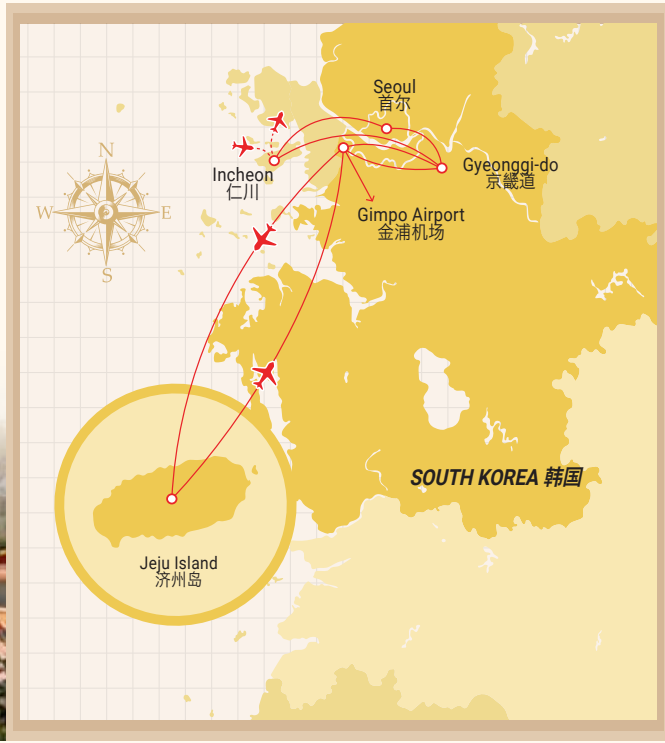 Seoul
首尔
Incheon
仁川
Gyeonggi-do
京畿道
Gimpo Airport
金浦机场
N
W
E
S
SOUTH KOREA 韩国
Jeju Island
济州岛